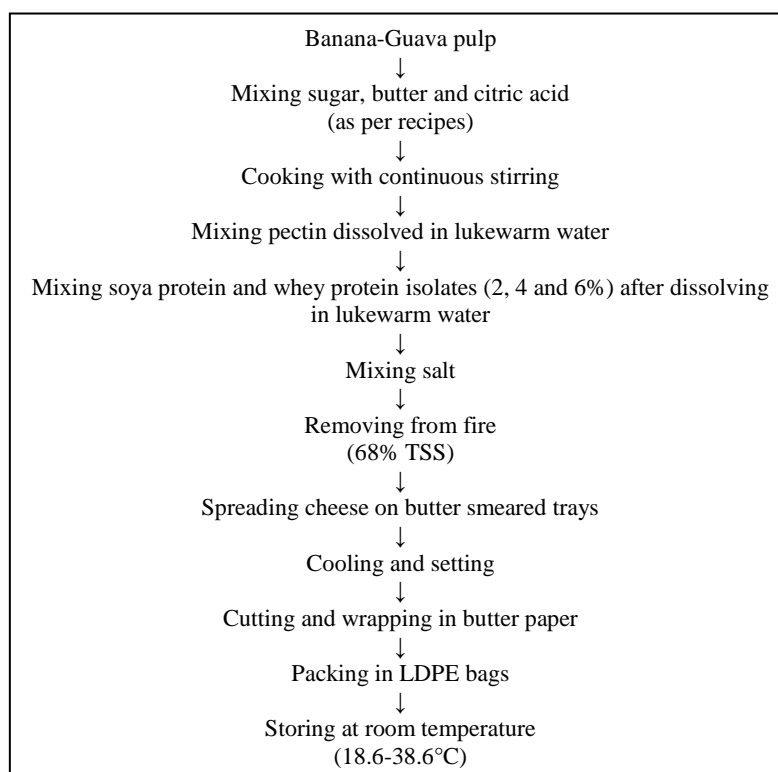 Banana-Guava pulp
↓
Mixing sugar, butter and citric acid
(as per recipes)
↓
Cooking with continuous stirring
↓
Mixing pectin dissolved in lukewarm water
↓
Mixing soya protein and whey protein isolates (2, 4 and 6%) after dissolving
in lukewarm water
↓
Mixing salt
↓
Removing from fire
(68% TSS)
↓
Spreading cheese on butter smeared trays
↓
Cooling and setting
↓
Cutting and wrapping in butter paper
↓
Packing in LDPE bags
↓
Storing at room temperature
(18.6-38.6°C)